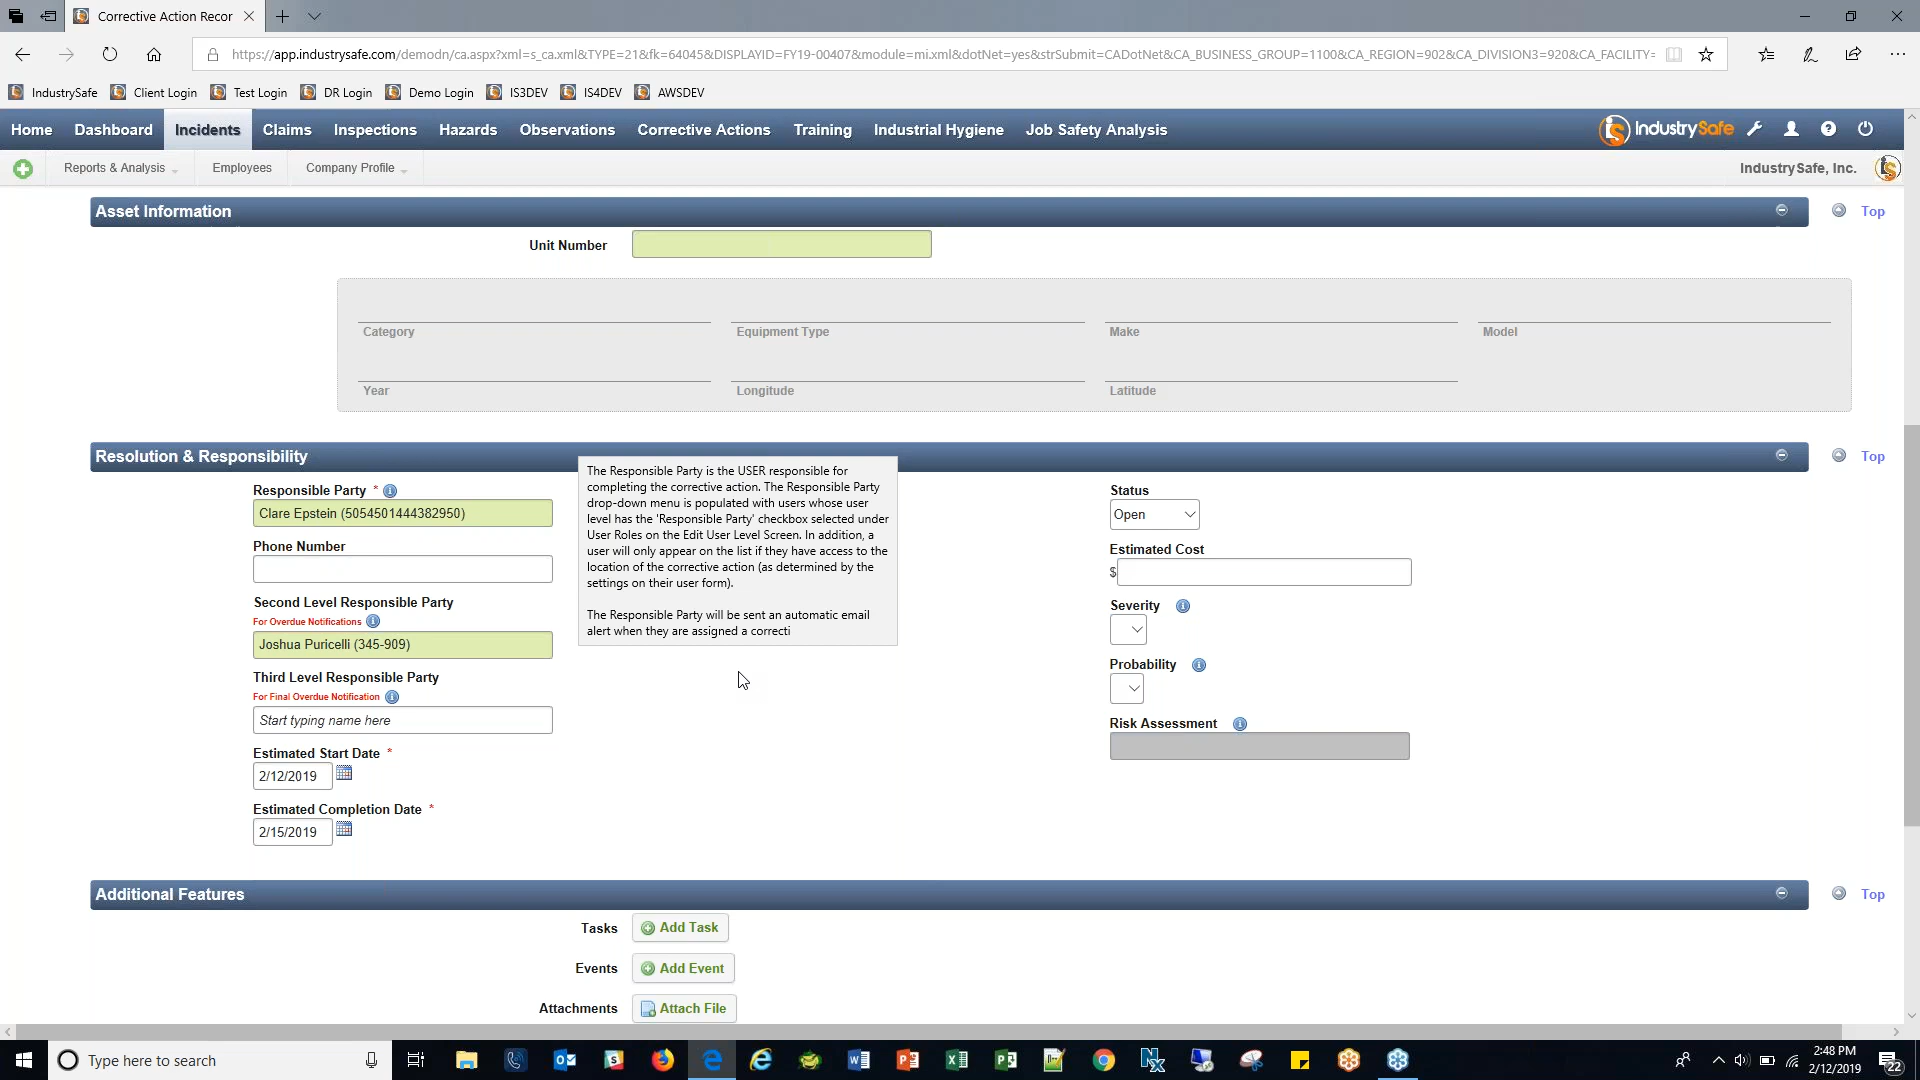 Corrective Action Recor
https://app.industrysafe.com/demodn/ca.aspx?xml=s_ca.xml&TYPE=21&fk=64045&DISPLAYID=FY19-00407&module=mi.xml&dotNet=yes&strSubmit=CADotNet&CA_BUSINESS_GROUP=1100&CA_REGION=902&CA_DIVISION3=920&CA_FACILITY=
IndustrySafe Client Login Test Login DR Login Demo Login IS3DEV IS4DEV AWSDEV
Home Dashboard Incidents Claims Inspections Hazards Observations Corrective Actions Training Industrial Hygiene Job Safety Analysis IndustrySafe
Reports & Analysis Employees Company Profile IndustrySafe, Inc.
Asset Information Top
Unit Number
Category Equipment Type Make Model
Year Longitude Latitude
Resolution & Responsibility Top
Responsible Party *
Clare Epstein (5054501444382950)
Phone Number
Second Level Responsible Party
For Overdue Notifications
Joshua Puricelli (345-909)
Third Level Responsible Party
For Final Overdue Notification
Start typing name here
Estimated Start Date *
2/12/2019
Estimated Completion Date *
2/15/2019
The Responsible Party is the USER responsible for
completing the corrective action. The Responsible Party
drop-down menu is populated with users whose user
level has the 'Responsible Party' checkbox selected under
User Roles on the Edit User Level Screen. In addition, a
user will only appear on the list if they have access to the
location of the corrective action (as determined by the
settings on their user form).
The Responsible Party will be sent an automatic email
alert when they are assigned a correcti
Status
Open
Estimated Cost
$
Severity
Probability
Risk Assessment
Additional Features Top
Tasks Add Task
Events Add Event
Attachments Attach File
Type here to search
2:48 PM
2/12/2019
22